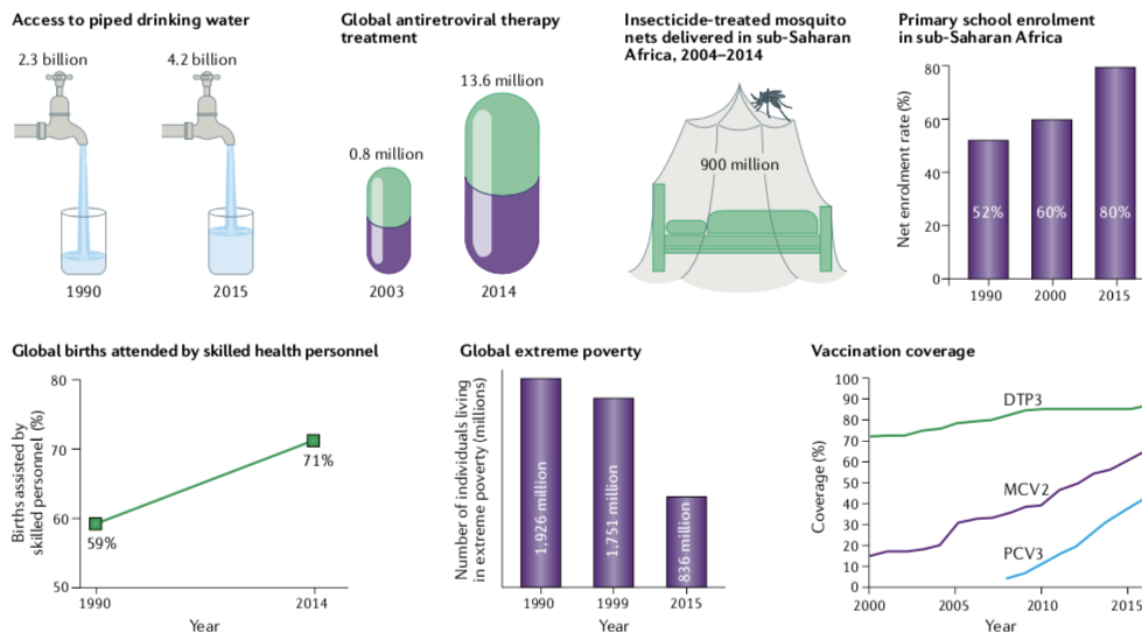 Access to piped drinking water
2.3 billion
4.2 billion
1990
2015
Global antiretroviral therapy
treatment
0.8 million
13.6 million
2003
2014
Insecticide-treated mosquito
nets delivered in sub-Saharan
Africa, 2004–2014
900 million
Primary school enrolment
in sub-Saharan Africa
Net enrolment rate (%)
80
60
40
20
0
52%
60%
80%
1990
2000
2015
Global births attended by skilled health personnel
Births assisted by
skilled personnel (%)
80
70
60
50
59%
71%
1990
2014
Year
Global extreme poverty
Number of individuals living
in extreme poverty (millions)
1,926 million
1,751 million
836 million
1990
1999
2015
Year
Vaccination coverage
Coverage (%)
100
90
80
70
60
50
40
30
20
10
0
DTP3
MCV2
PCV3
2000
2005
2010
2015
Year